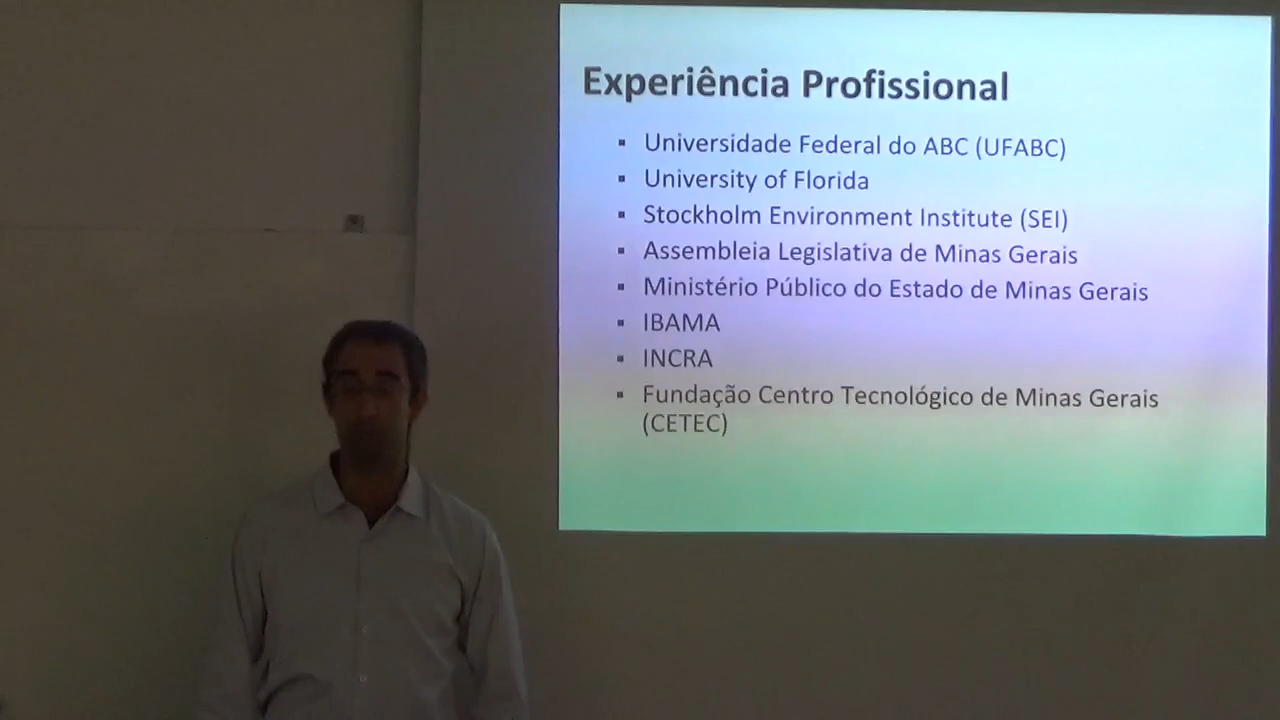 Experiência Profissional
▪ Universidade Federal do ABC (UFABC)
▪ University of Florida
▪ Stockholm Environment Institute (SEI)
▪ Assembleia Legislativa de Minas Gerais
▪ Ministério Público do Estado de Minas Gerais
▪ IBAMA
▪ INCRA
▪ Fundação Centro Tecnológico de Minas Gerais
(CETEC)